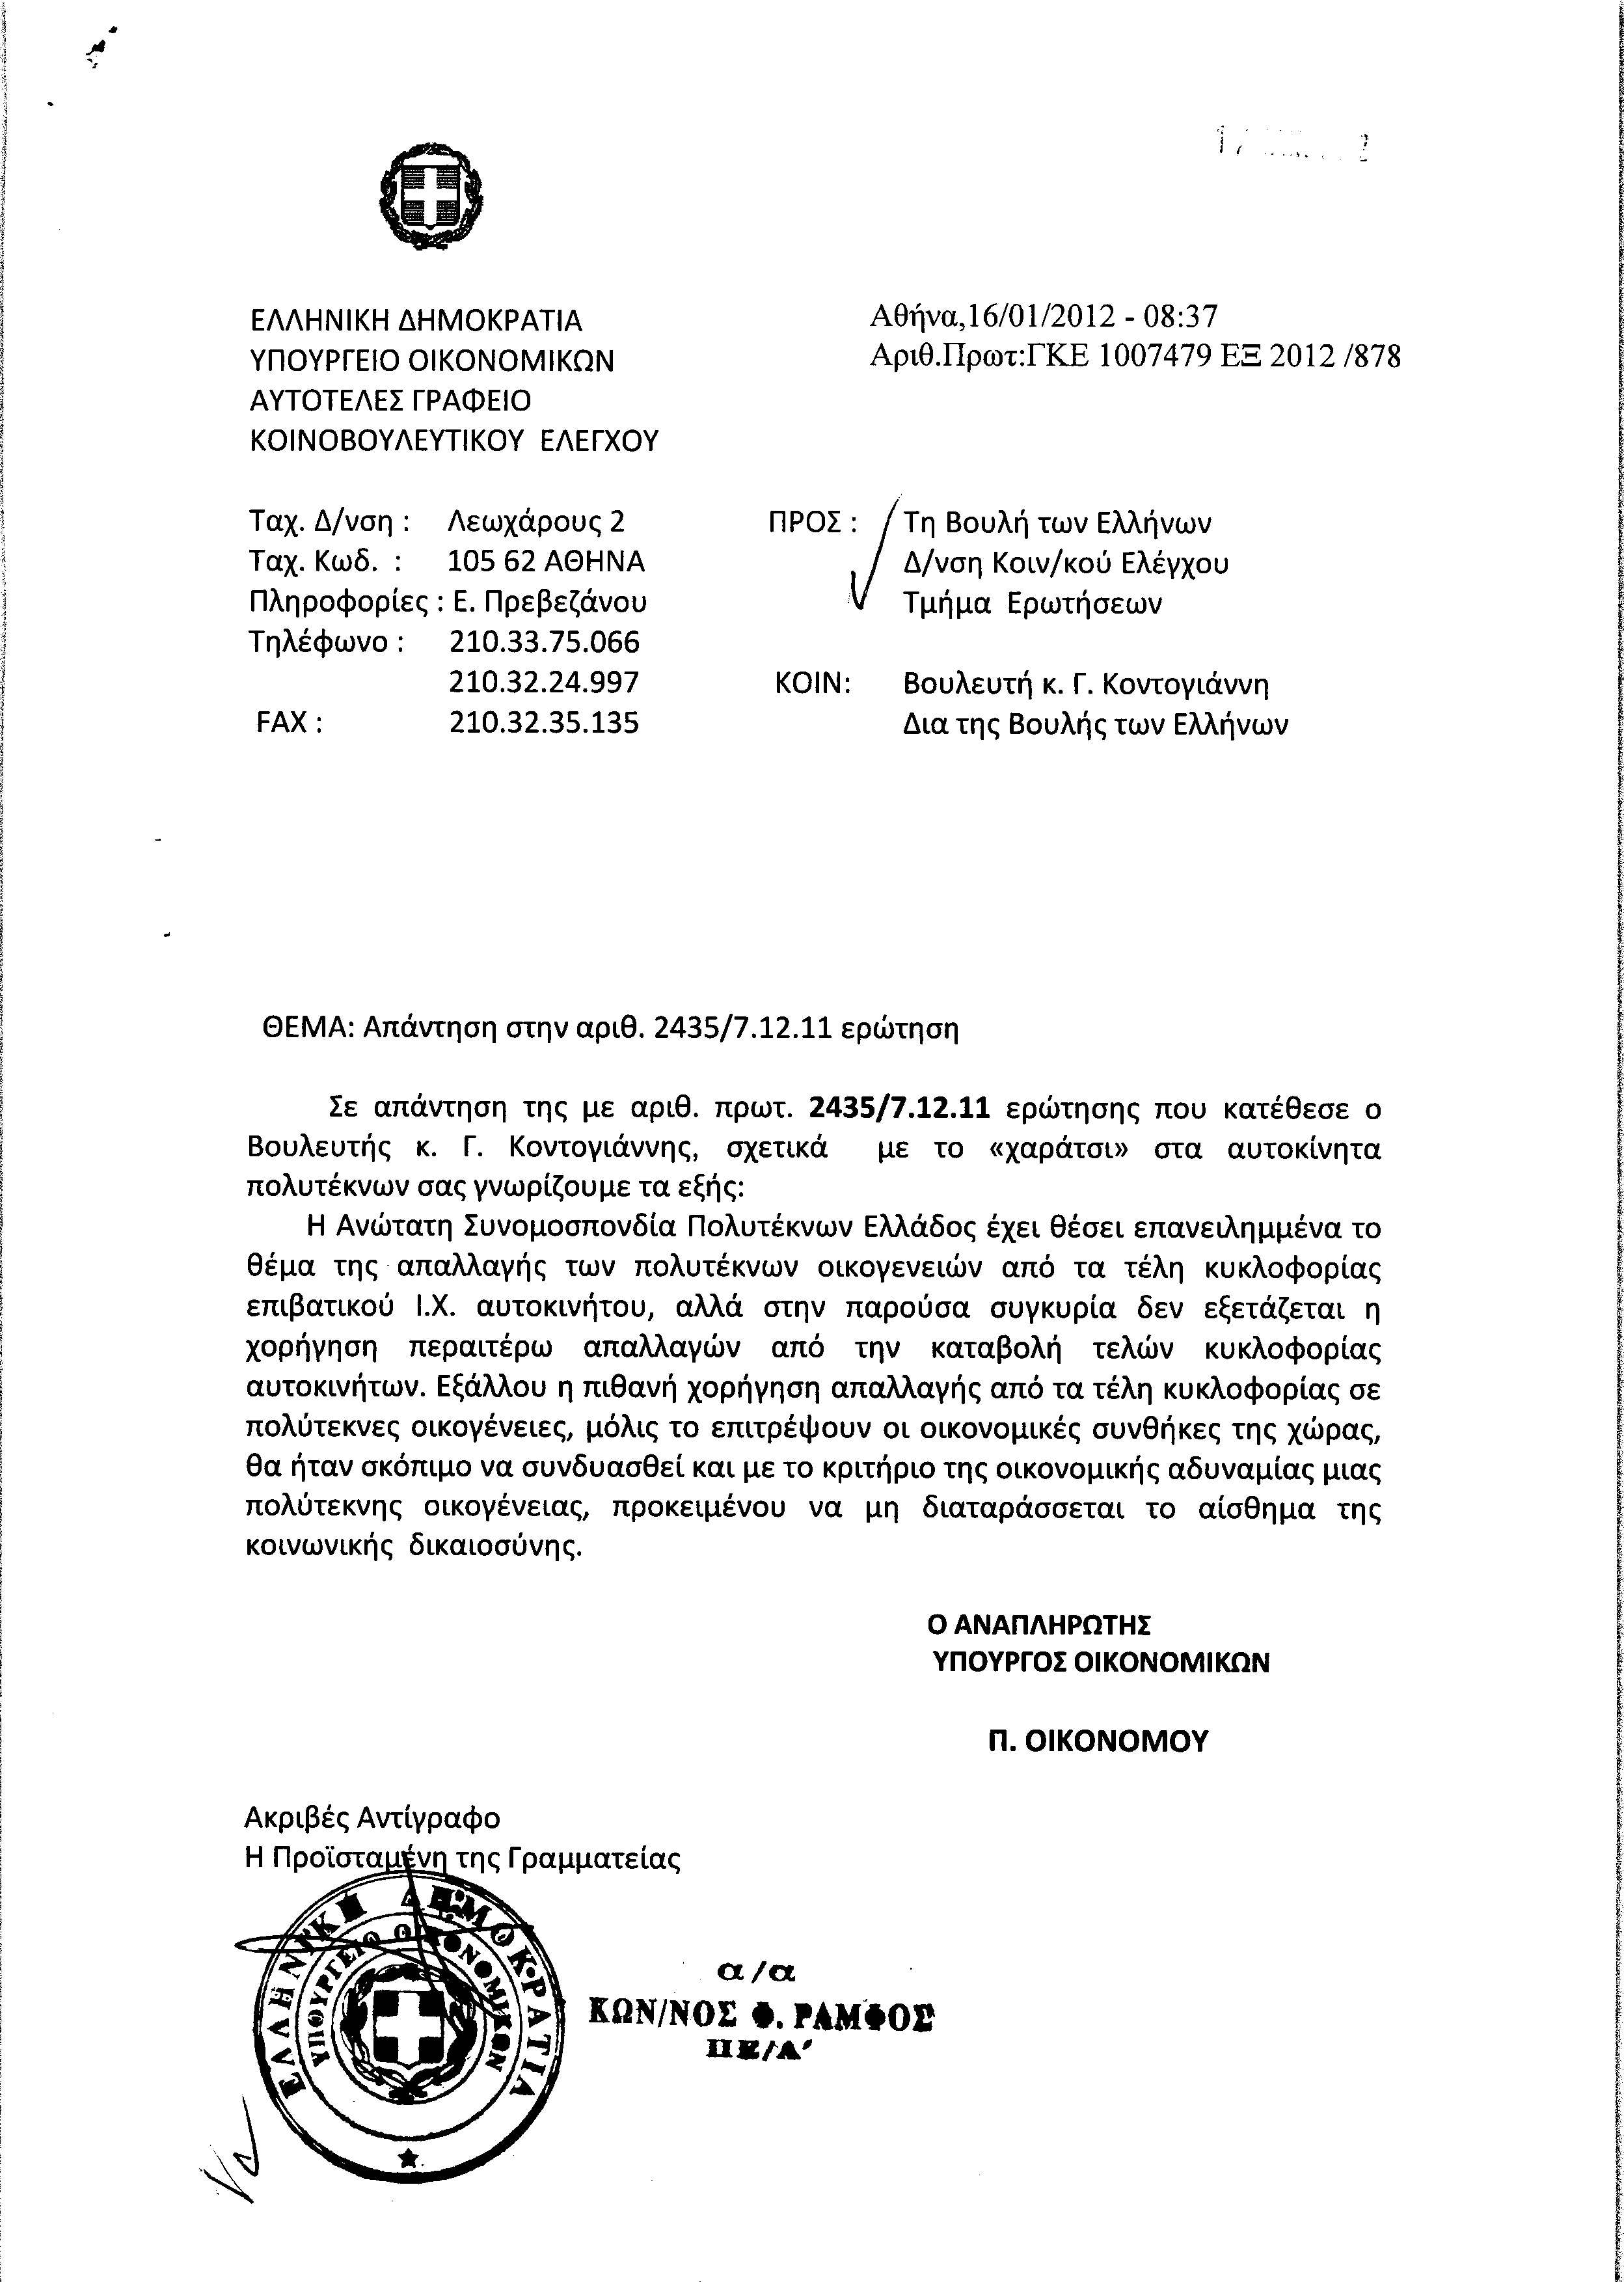 ΕΛΛΗΝΙΚΗ ΔΗΜΟΚΡΑΤΙΑ
ΥΠΟΥΡΓΕΙΟ ΟΙΚΟΝΟΜΙΚΩΝ
ΑΥΤΟΤΕΛΕΣ ΓΡΑΦΕΙΟ
ΚΟΙΝΟΒΟΥΛΕΥΤΙΚΟΥ ΕΛΕΓΧΟΥ
Αθήνα,16/01/2012 - 08:37
Αριθ.Πρωτ:ΓΚΕ 1007479 ΕΞ 2012 /878
Ταχ. Δ/νση : Λεωχάρους 2
Ταχ. Κωδ. : 105 62 ΑΘΗΝΑ
Πληροφορίες : Ε. Πρεβεζάνου
Τηλέφωνο : 210.33.75.066
210.32.24.997
FAX : 210.32.35.135
ΠΡΟΣ : Τη Βουλή των Ελλήνων
Δ/νση Κοιν/κού Ελέγχου
Τμήμα Ερωτήσεων
ΚΟΙΝ: Βουλευτή κ. Γ. Κοντογιάννη
Δια της Βουλής των Ελλήνων
ΘΕΜΑ: Απάντηση στην αριθ. 2435/7.12.11 ερώτηση
Σε απάντηση της με αριθ. πρωτ. 2435/7.12.11 ερώτησης που κατέθεσε ο
Βουλευτής κ. Γ. Κοντογιάννης, σχετικά με το «χαράτσι» στα αυτοκίνητα
πολυτέκνων σας γνωρίζουμε τα εξής:
Η Ανώτατη Συνομοσπονδία Πολυτέκνων Ελλάδος έχει θέσει επανειλημμένα το
θέμα της απαλλαγής των πολυτέκνων οικογενειών από τα τέλη κυκλοφορίας
επιβατικού Ι.Χ. αυτοκινήτου, αλλά στην παρούσα συγκυρία δεν εξετάζεται η
χορήγηση περαιτέρω απαλλαγών από την καταβολή τελών κυκλοφορίας
αυτοκινήτων. Εξάλλου η πιθανή χορήγηση απαλλαγής από τα τέλη κυκλοφορίας σε
πολύτεκνες οικογένειες, μόλις το επιτρέψουν οι οικονομικές συνθήκες της χώρας,
θα ήταν σκόπιμο να συνδυασθεί και με το κριτήριο της οικονομικής αδυναμίας μιας
πολύτεκνης οικογένειας, προκειμένου να μη διαταράσσεται το αίσθημα της
κοινωνικής δικαιοσύνης.
Ο ΑΝΑΠΛΗΡΩΤΗΣ
ΥΠΟΥΡΓΟΣ ΟΙΚΟΝΟΜΙΚΩΝ
Π. ΟΙΚΟΝΟΜΟΥ
Ακριβές Αντίγραφο
Η Προϊσταμένη της Γραμματείας
ΕΛΛΗΝΙΚΗ ΔΗΜΟΚΡΑΤΙΑ
ΥΠΟΥΡΓΕΙΟ ΟΙΚΟΝΟΜΙΚΩΝ
α/α
ΚΩΝ/ΝΟΣ Φ. ΡΑΜΦΟΣ
ΠΕ/Α'